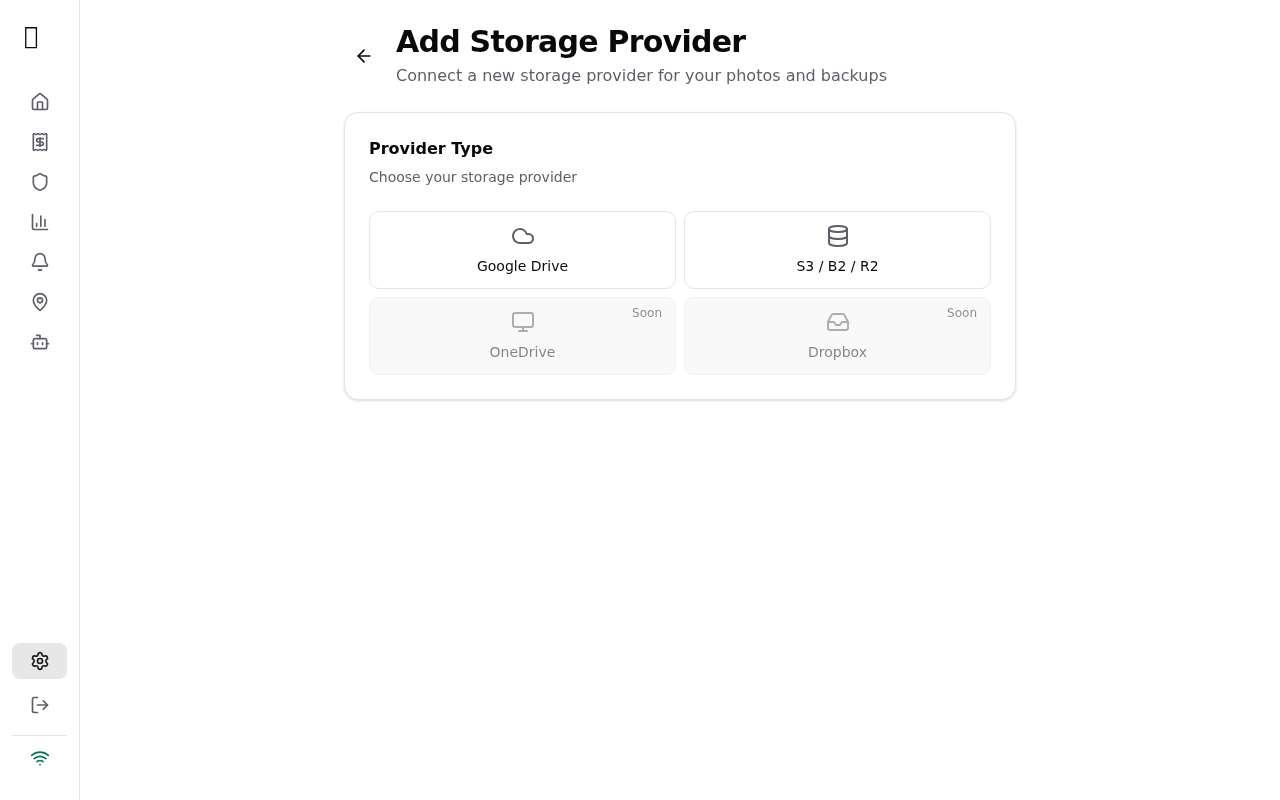 Add Storage Provider
Connect a new storage provider for your photos and backups
Provider Type
Choose your storage provider
Google Drive
S3 / B2 / R2
Soon
OneDrive
Soon
Dropbox